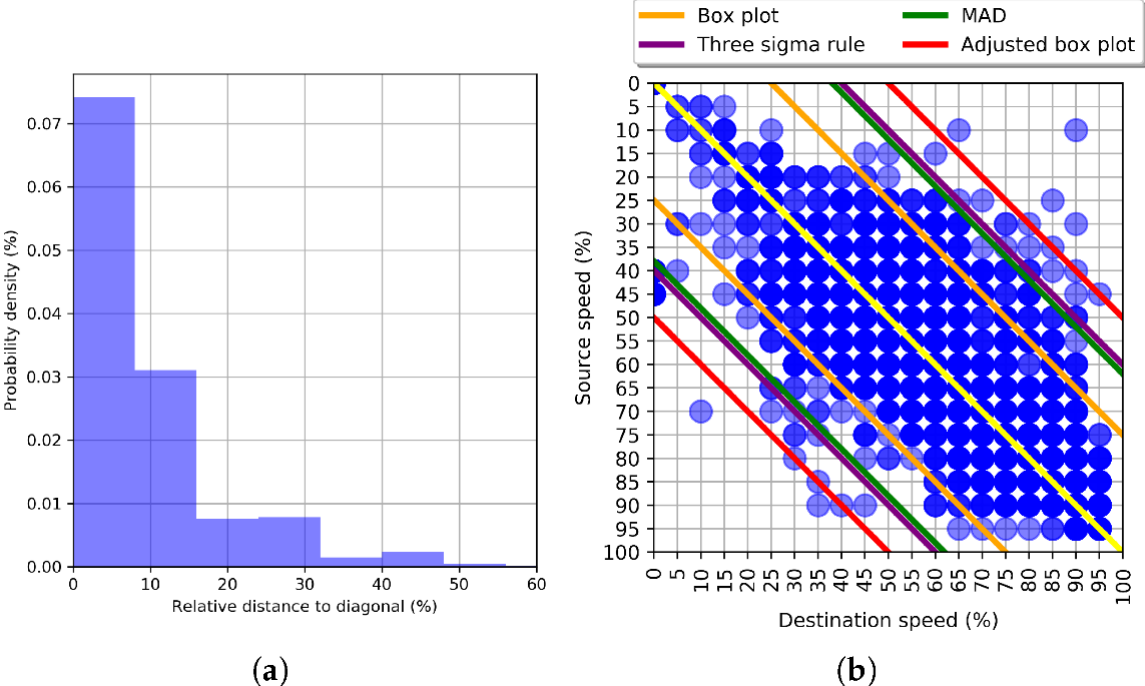 Box plot
MAD
Three sigma rule
Adjusted box plot
Probability density (%)
0.07
0.06
0.05
0.04
0.03
0.02
0.01
0.00
0 10 20 30 40 50 60
Relative distance to diagonal (%)
(a)
Source speed (%)
0
5
10
15
20
25
30
35
40
45
50
55
60
65
70
75
80
85
90
95
100
0 5 10 15 20 25 30 35 40 45 50 55 60 65 70 75 80 85 90 95 100
Destination speed (%)
(b)